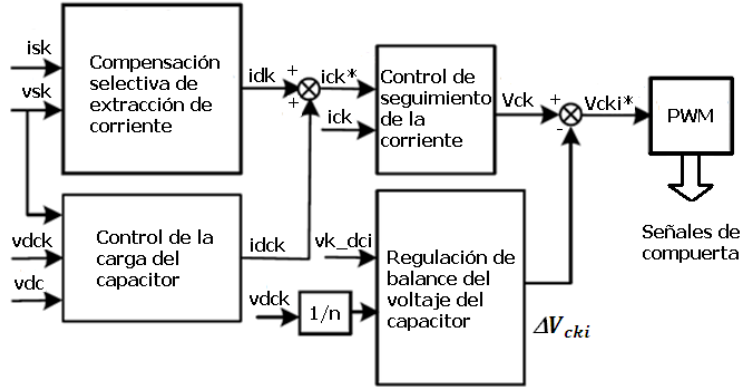 isk
vsk
Compensación
selectiva de
extracción de
corriente
idk
+
+
ick*
ick
Control de
seguimiento
de la
corriente
Vck
+
-
Vcki*
PWM
Señales de
compuerta
vdck
vdc
Control de la
carga del
capacitor
idck
vk_dci
vdck
1/n
Regulación de
balance del
voltaje del
capacitor
ΔVcki